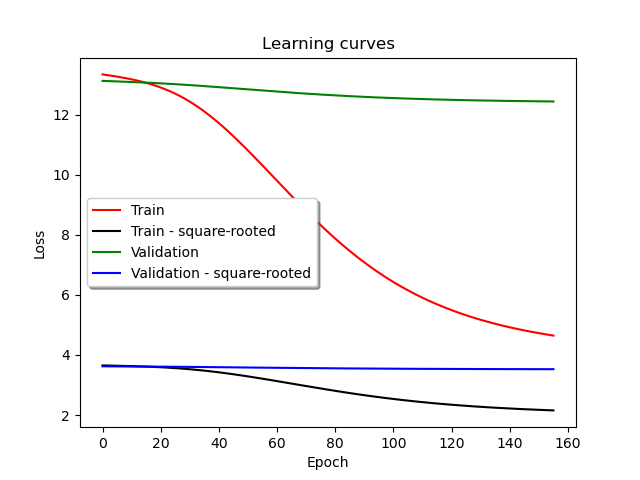 Learning curves
12
10
8
6
4
2
Loss
Train
Train - square-rooted
Validation
Validation - square-rooted
0 20 40 60 80 100 120 140 160
Epoch